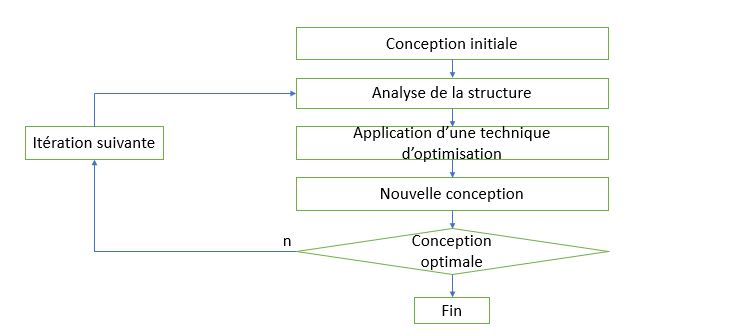 Conception initiale
Analyse de la structure
Application d’une technique
d’optimisation
Itération suivante
Nouvelle conception
n
Conception
optimale
Fin